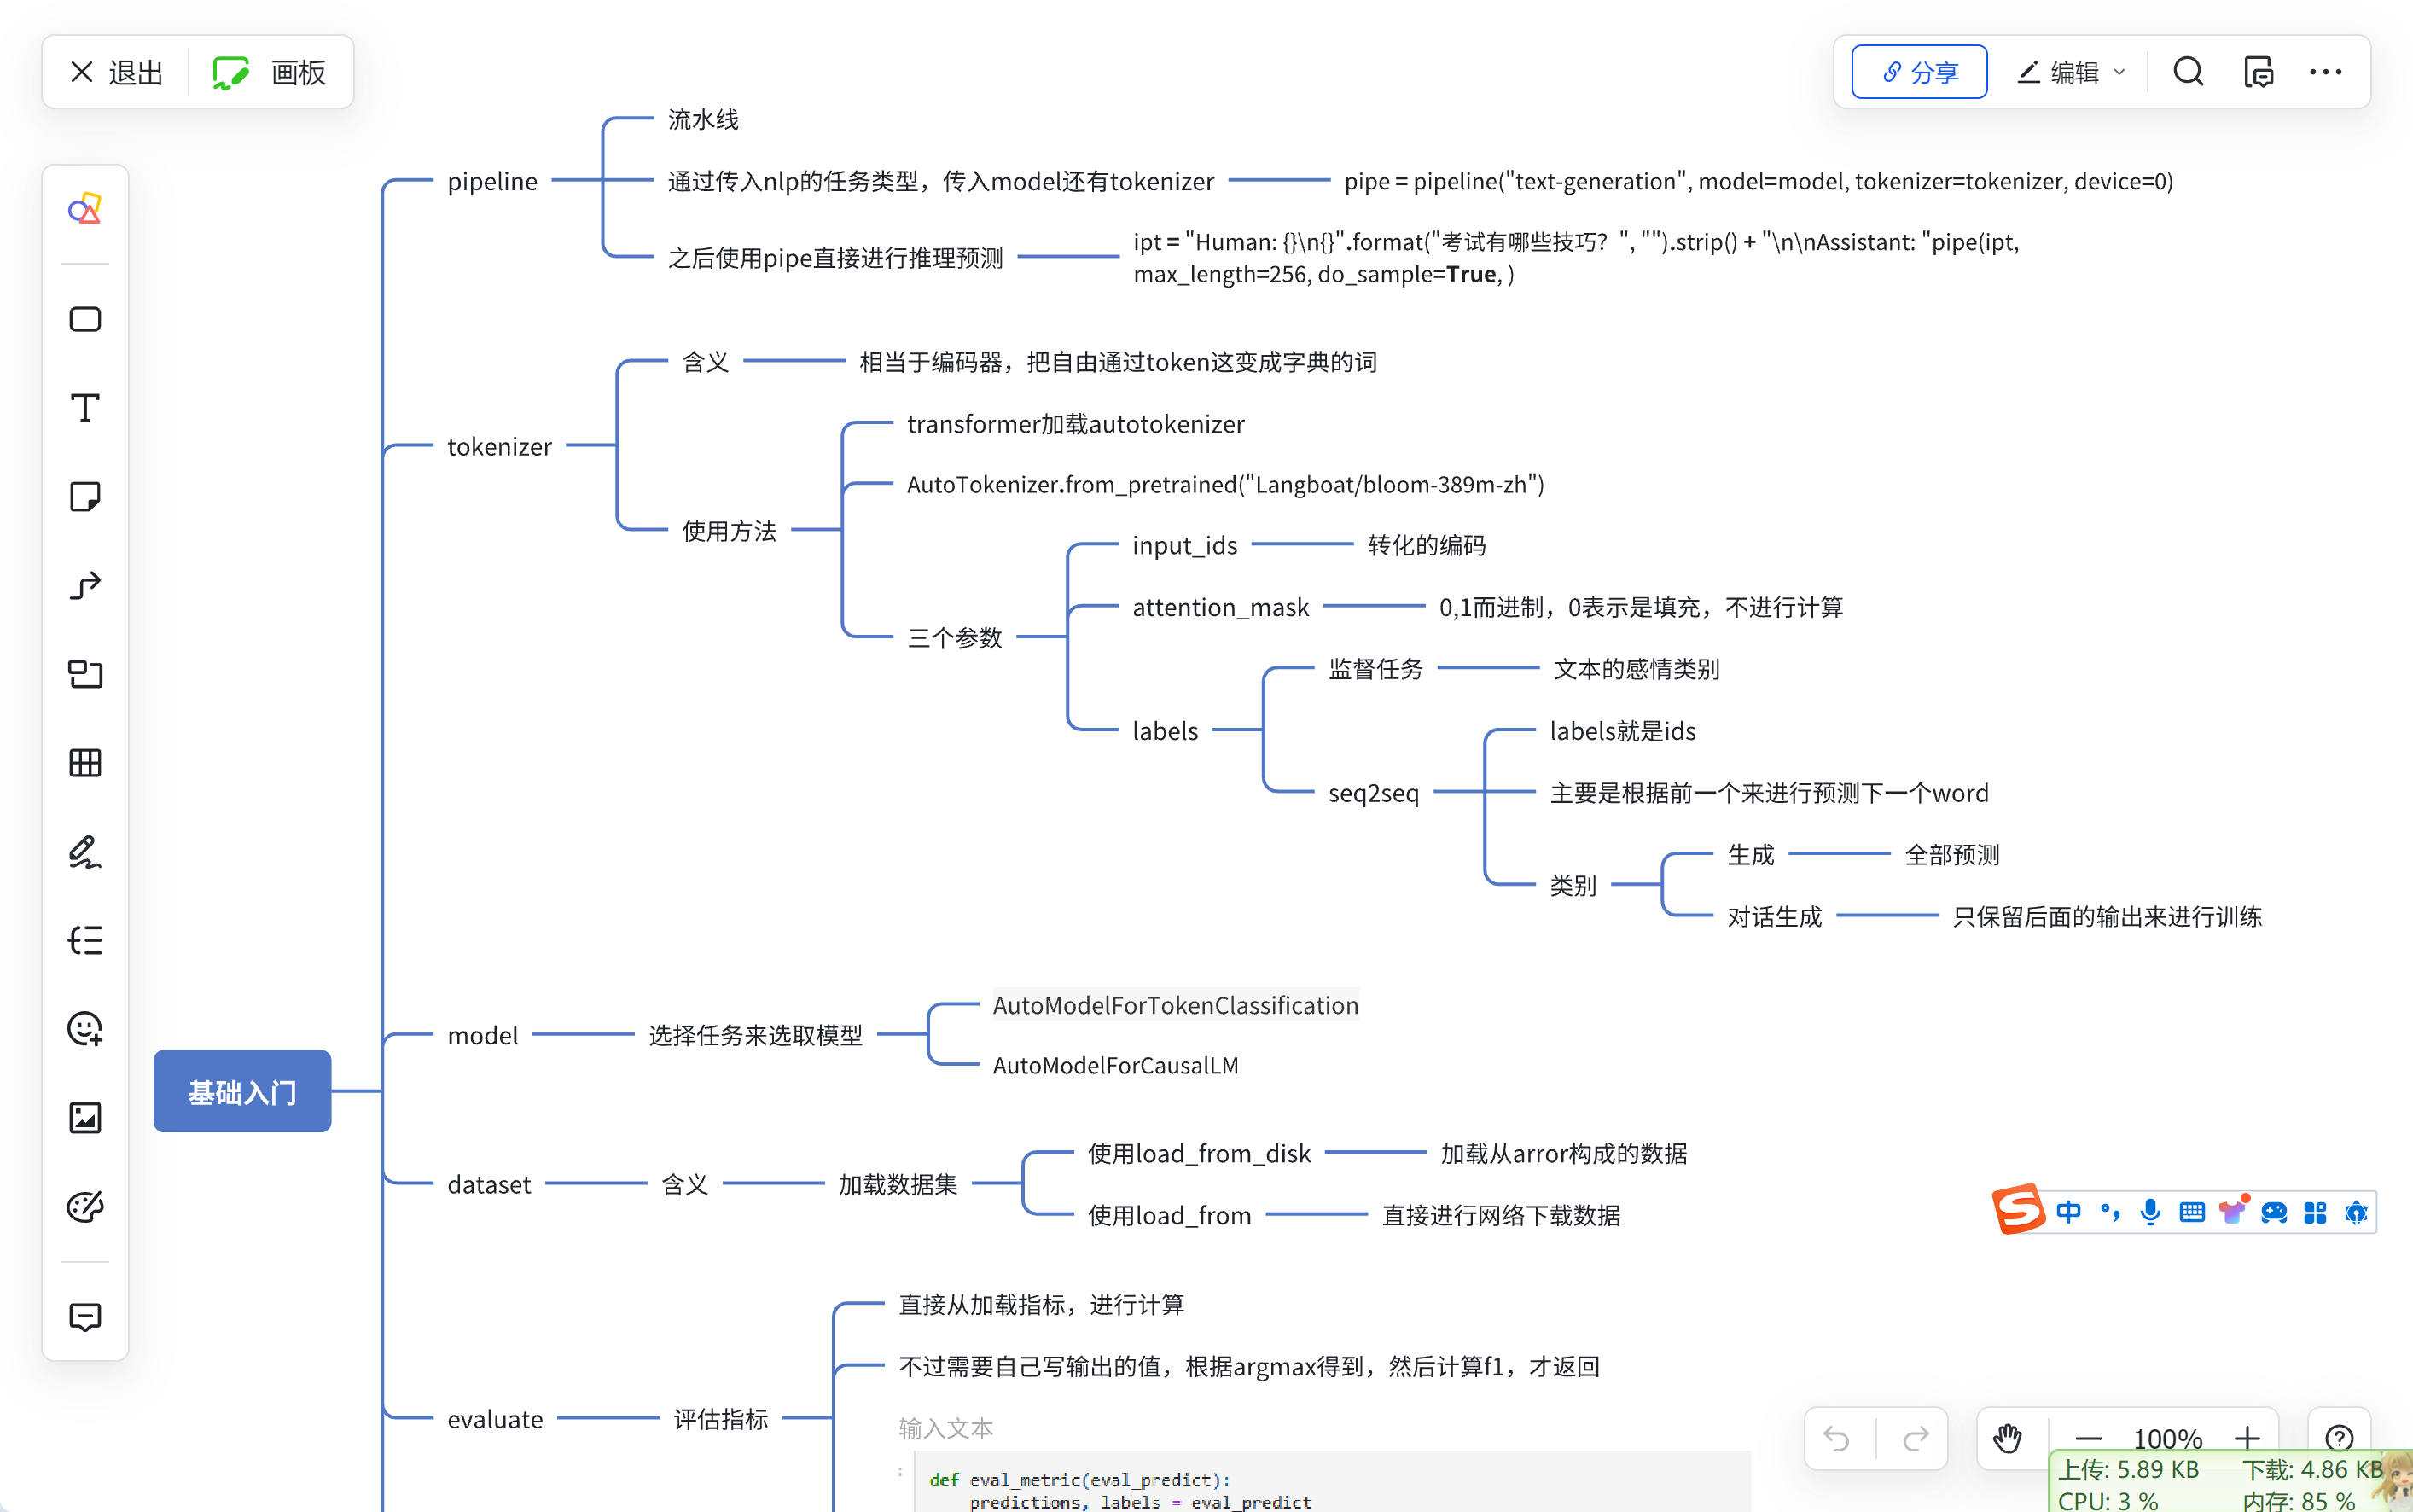 退出
画板
分享
编辑
流水线
pipeline
通过传入nlp的任务类型，传入model还有tokenizer
pipe = pipeline("text-generation", model=model, tokenizer=tokenizer, device=0)
之后使用pipe直接进行推理预测
ipt = "Human: {}\n{}".format("考试有哪些技巧？", "").strip() + "\n\nAssistant: "pipe(ipt,
max_length=256, do_sample=True, )
含义
相当于编码器，把自由通过token这变成字典的词
transformer加载autotokenizer
tokenizer
AutoTokenizer.from_pretrained("Langboat/bloom-389m-zh")
使用方法
input_ids
转化的编码
attention_mask
0,1而进制，0表示是填充，不进行计算
三个参数
监督任务
文本的感情类别
labels
labels就是ids
seq2seq
主要是根据前一个来进行预测下一个word
生成
全部预测
类别
对话生成
只保留后面的输出来进行训练
AutoModelForTokenClassification
model
选择任务来选取模型
AutoModelForCausalLM
基础入门
使用load_from_disk
加载从arror构成的数据
dataset
含义
加载数据集
使用load_from
直接进行网络下载数据
中
直接从加载指标，进行计算
不过需要自己写输出的值，根据argmax得到，然后计算f1，才返回
evaluate
评估指标
输入文本
def eval_metric(eval_predict):
predictions, labels = eval_predict
100%
上传: 5.89 KB
下载: 4.86 KB
CPU: 3 %
内存: 85 %